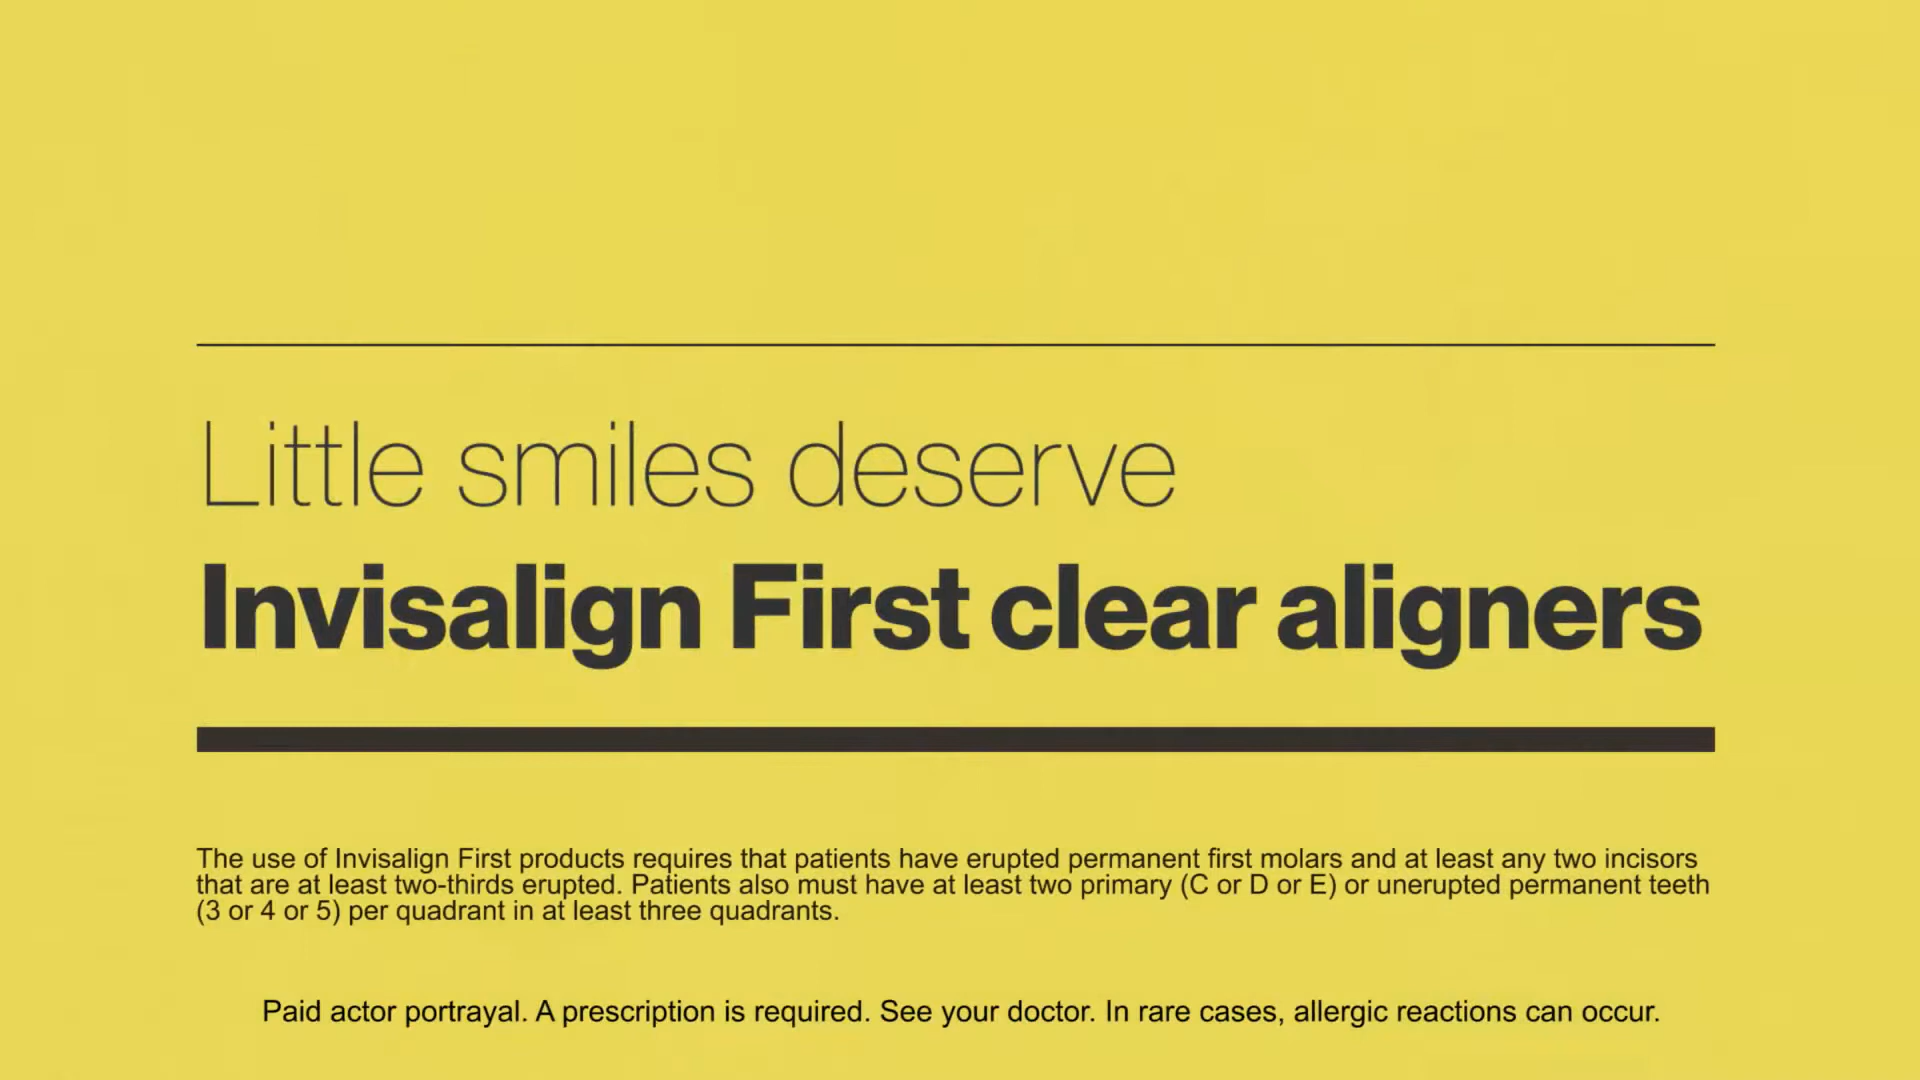 Little smiles deserve
Invisalign First clear aligners
The use of Invisalign First products requires that patients have erupted permanent first molars and at least any two incisors
that are at least two-thirds erupted. Patients also must have at least two primary (C or D or E) or unerupted permanent teeth
(3 or 4 or 5) per quadrant in at least three quadrants.
Paid actor portrayal. A prescription is required. See your doctor. In rare cases, allergic reactions can occur.